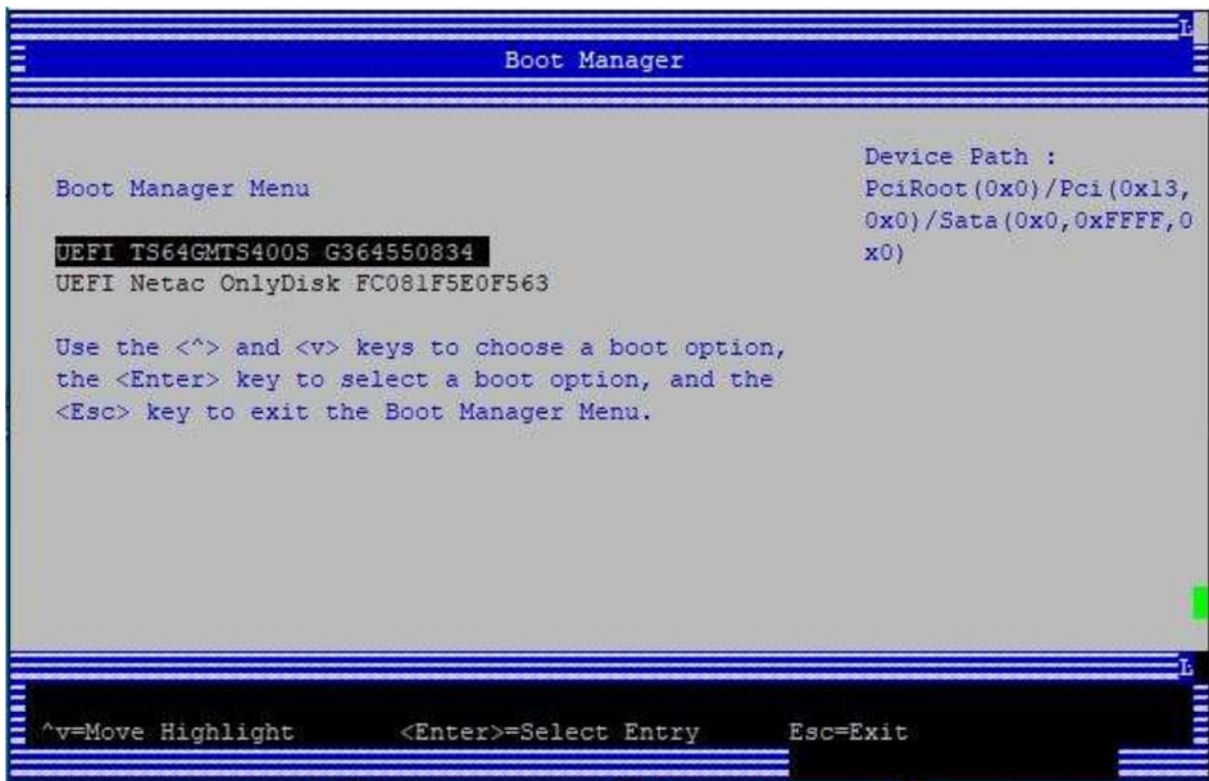 Boot Manager
Device Path :
Boot Manager Menu
PciRoot(0x0)/Pci(0x13,
0x0)/Sata(0x0,0xFFFF,0
x0)
UEFI TS64GMTS400S G364550834
UEFI Netac OnlyDisk FC081F5E0F563
Use the <^> and <v> keys to choose a boot option,
the <Enter> key to select a boot option, and the
<Esc> key to exit the Boot Manager Menu.
^v=Move Highlight <Enter>=Select Entry Esc=Exit